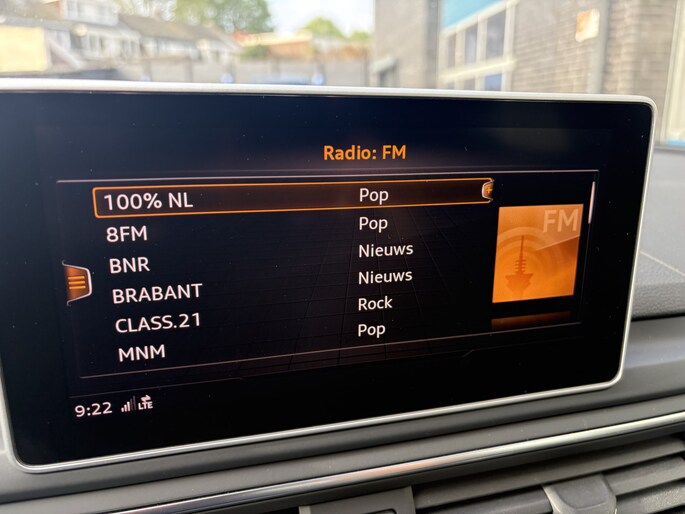 Radio: FM
100% NL Pop
8FM Pop
BNR Nieuws
BRABANT Nieuws
CLASS.21 Rock
MNM Pop
FM
9:22 LTE